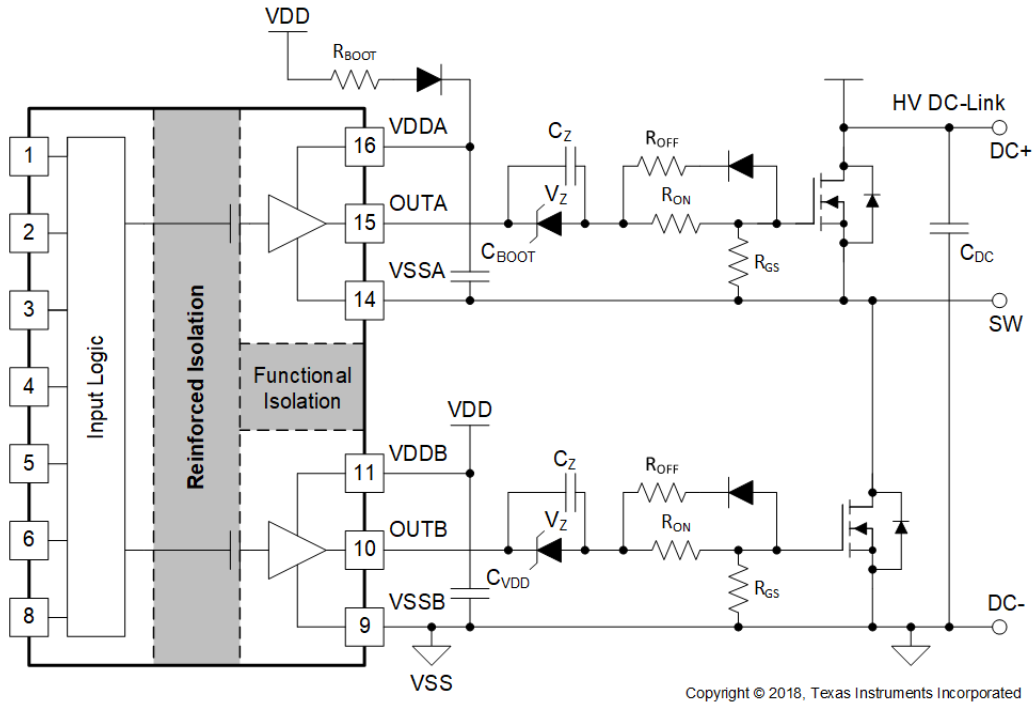 VDD
RBOOT
HV DC-Link
DC+
1
2
3
4
5
6
8
Input Logic
Reinforced Isolation
Functional
Isolation
16
VDDA
15
OUTA
14
VSSA
CBOOT
CZ
VZ
ROFF
RON
RGS
CDC
SW
VDD
11
VDDB
10
OUTB
9
VSSB
CVDD
CZ
VZ
ROFF
RON
RGS
DC-
VSS
Copyright © 2018, Texas Instruments Incorporated